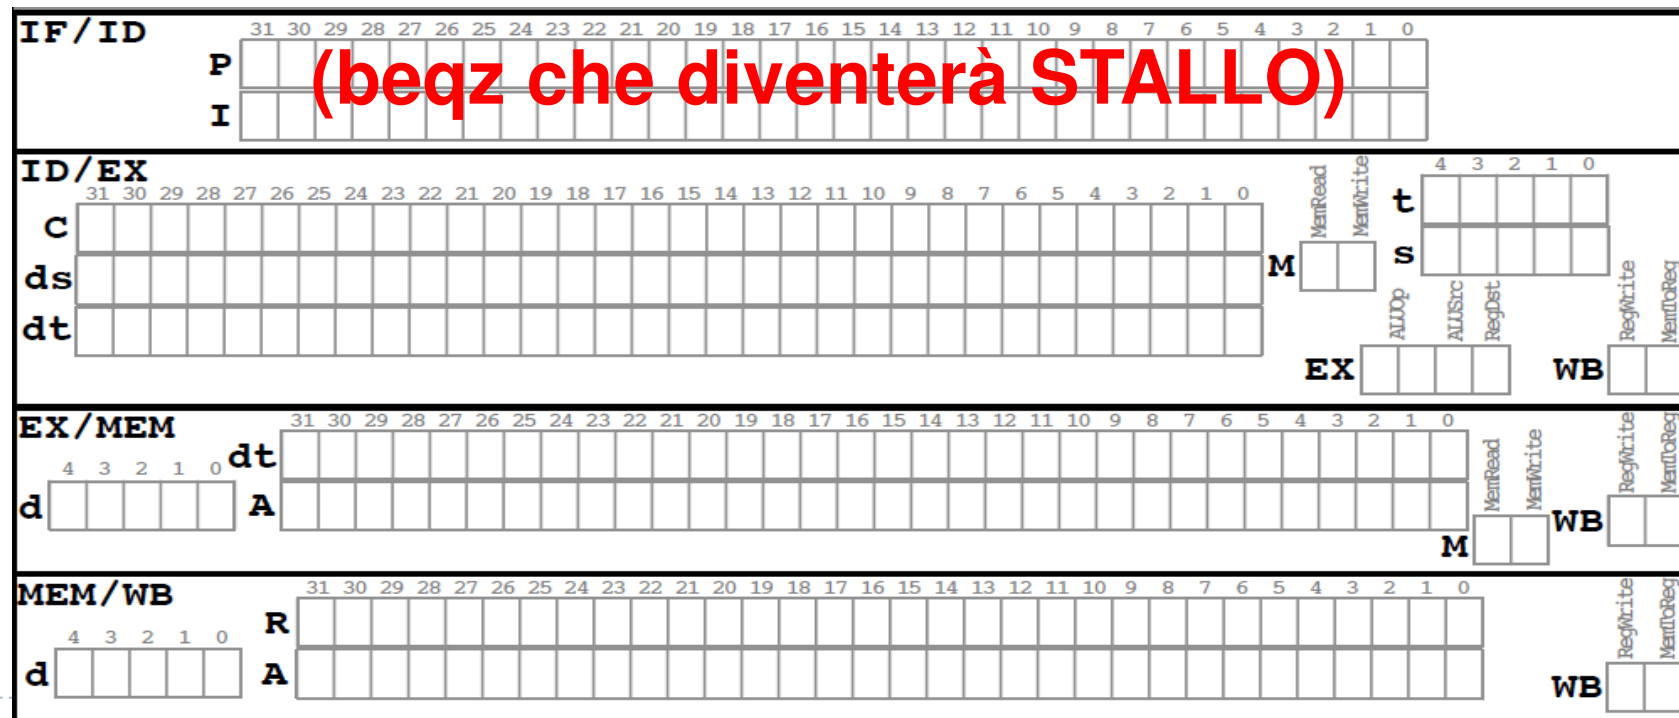 IF/ID
31 30 29 28 27 26 25 24 23 22 21 20 19 18 17 16 15 14 13 12 11 10 9 8 7 6 5 4 3 2 1 0
P
(beqz che diventerà STALLO)
I
ID/EX
31 30 29 28 27 26 25 24 23 22 21 20 19 18 17 16 15 14 13 12 11 10 9 8 7 6 5 4 3 2 1 0
MemRead
MemWrite
4 3 2 1 0
C
t
ds
M
s
dt
ALUOp
ALUSrc
RegDst
RegWrite
MemToReg
EX
WB
EX/MEM
31 30 29 28 27 26 25 24 23 22 21 20 19 18 17 16 15 14 13 12 11 10 9 8 7 6 5 4 3 2 1 0
4 3 2 1 0
dt
MemRead
MemWrite
RegWrite
MemToReg
d
A
M
WB
MEM/WB
31 30 29 28 27 26 25 24 23 22 21 20 19 18 17 16 15 14 13 12 11 10 9 8 7 6 5 4 3 2 1 0
4 3 2 1 0
R
RegWrite
MemToReg
d
A
WB